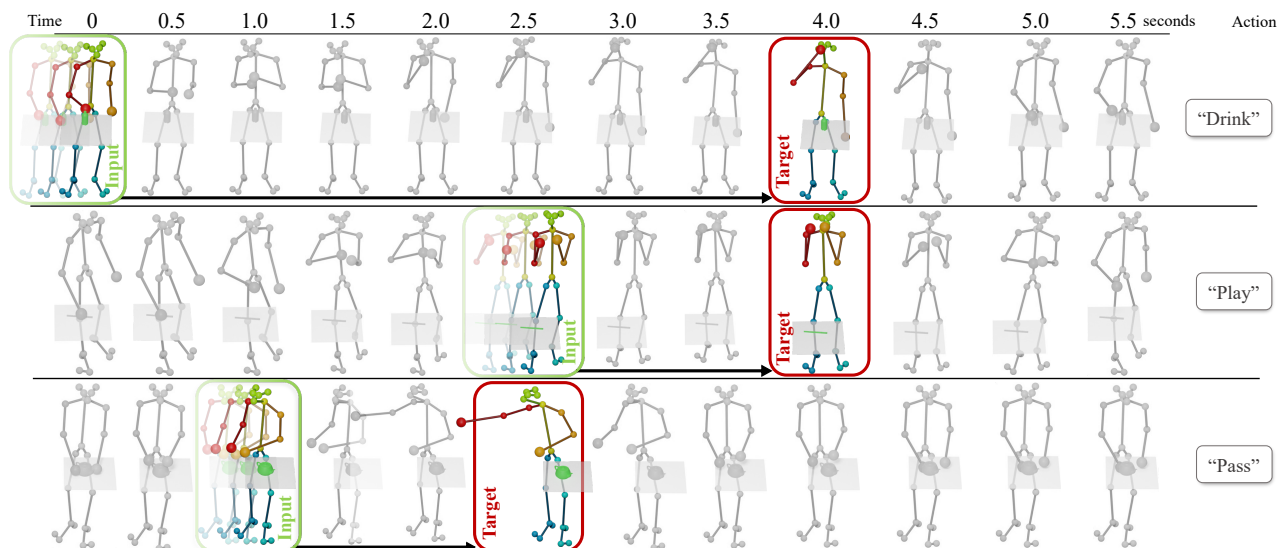 Time 0 0.5 1.0 1.5 2.0 2.5 3.0 3.5 4.0 4.5 5.0 5.5 seconds Action
Input
Target
“Drink”
Input
Target
“Play”
Input
Target
“Pass”